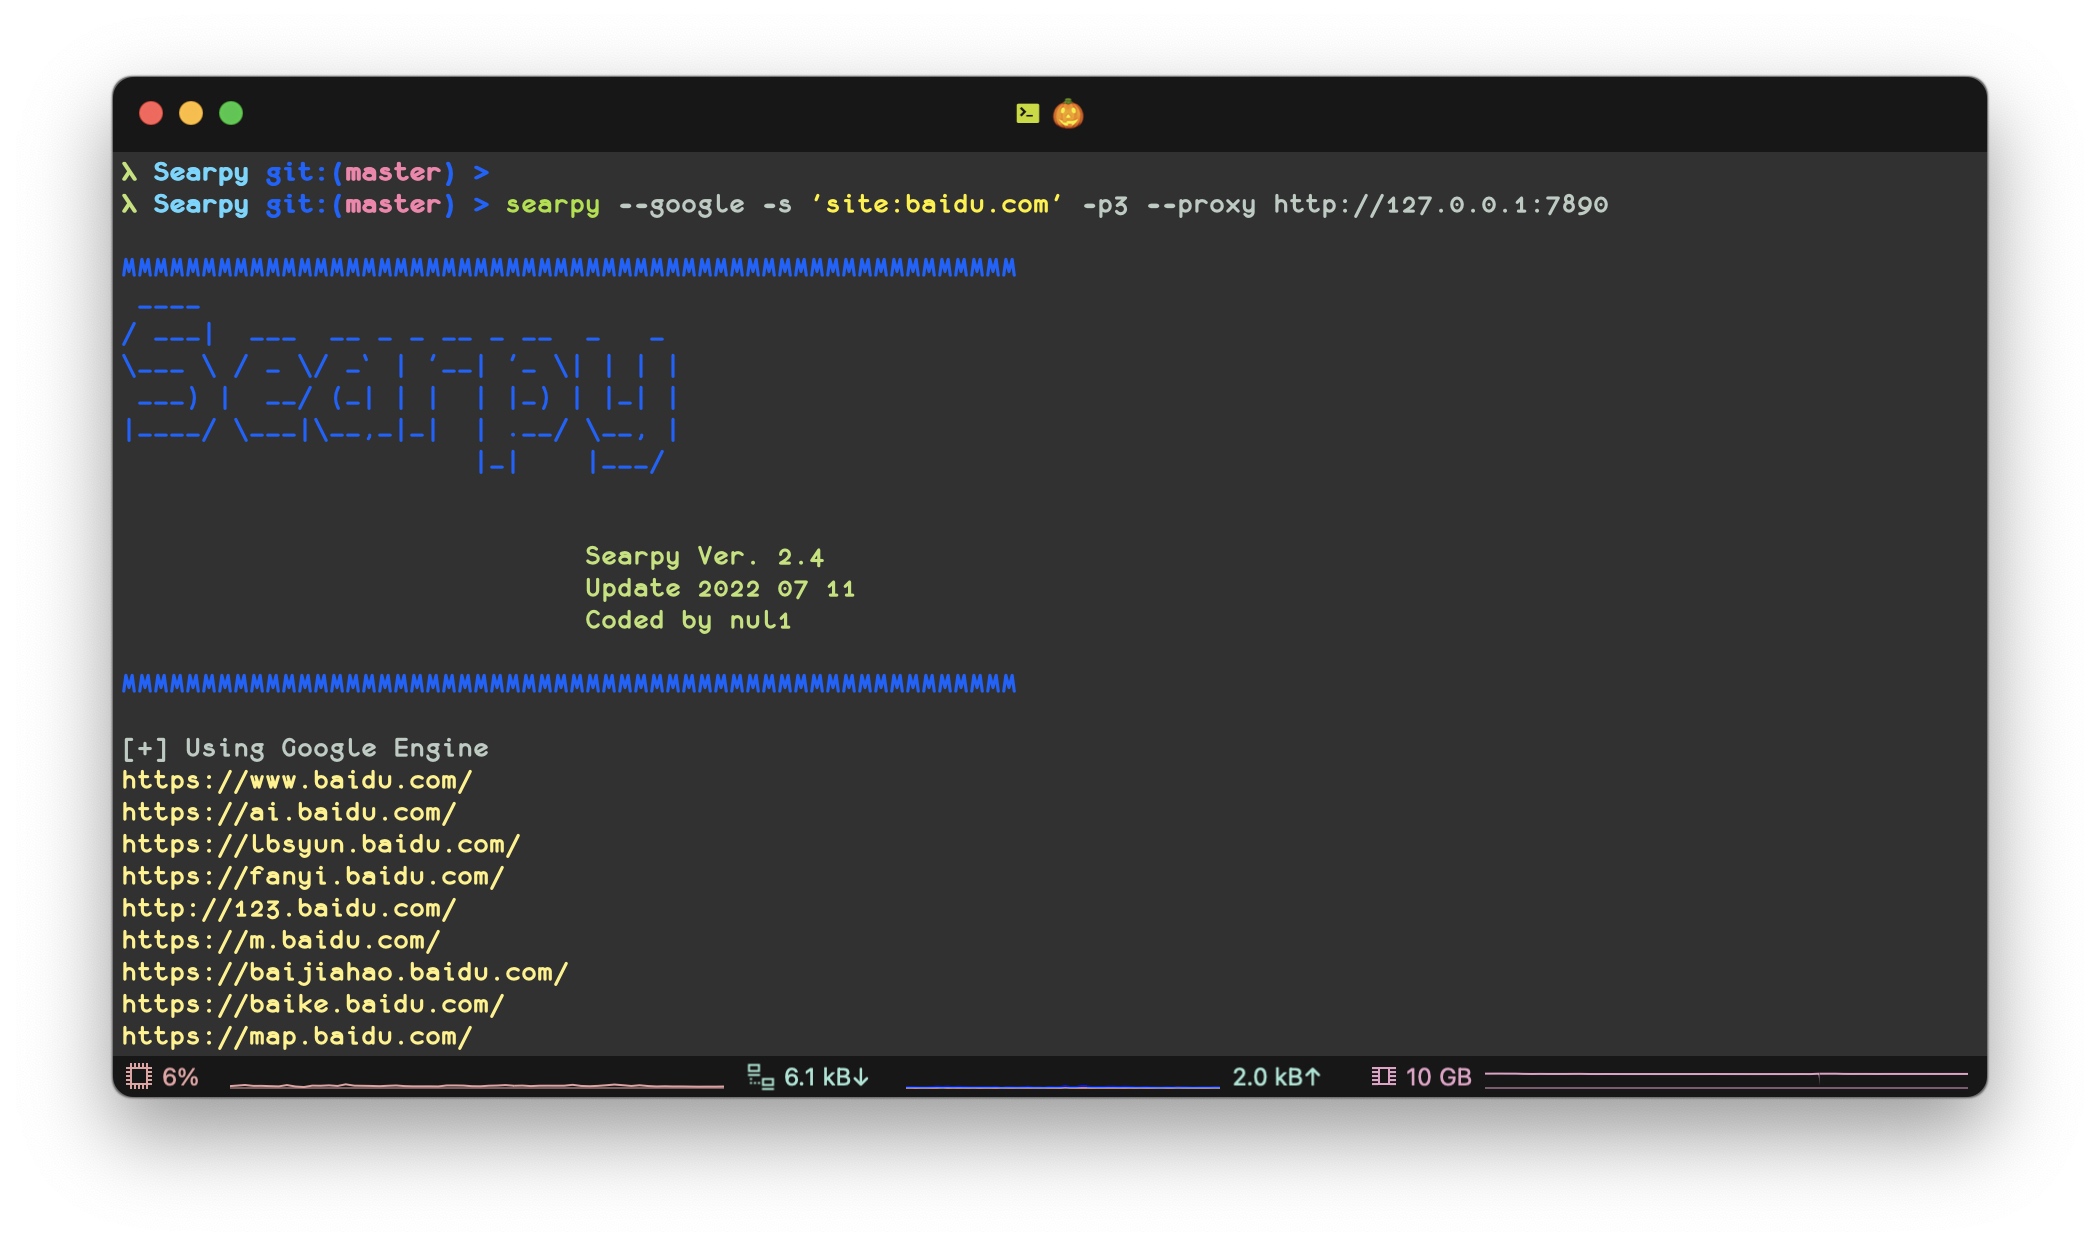 λ Searpy git:(master) >
λ Searpy git:(master) > searpy --google -s 'site:baidu.com' -p3 --proxy http://127.0.0.1:7890
MMMMMMMMMMMMMMMMMMMMMMMMMMMMMMMMMMMMMMMMMMMMMMMMMMMMMMMM
 ____
/ ___|  ___  __ _ _ __ _ __  _   _
\___ \ / _ \/ _` | '__| '_ \| | | |
 ___) |  __/ (_| | |  | |_) | |_| |
|____/ \___|\__,_|_|  | .__/ \__, |
                      |_|    |___/
Searpy Ver. 2.4
Update 2022 07 11
Coded by nul1
MMMMMMMMMMMMMMMMMMMMMMMMMMMMMMMMMMMMMMMMMMMMMMMMMMMMMMMM
[+] Using Google Engine
https://www.baidu.com/
https://ai.baidu.com/
https://lbsyun.baidu.com/
https://fanyi.baidu.com/
http://123.baidu.com/
https://m.baidu.com/
https://baijiahao.baidu.com/
https://baike.baidu.com/
https://map.baidu.com/
6% 6.1 kB↓ 2.0 kB↑ 10 GB